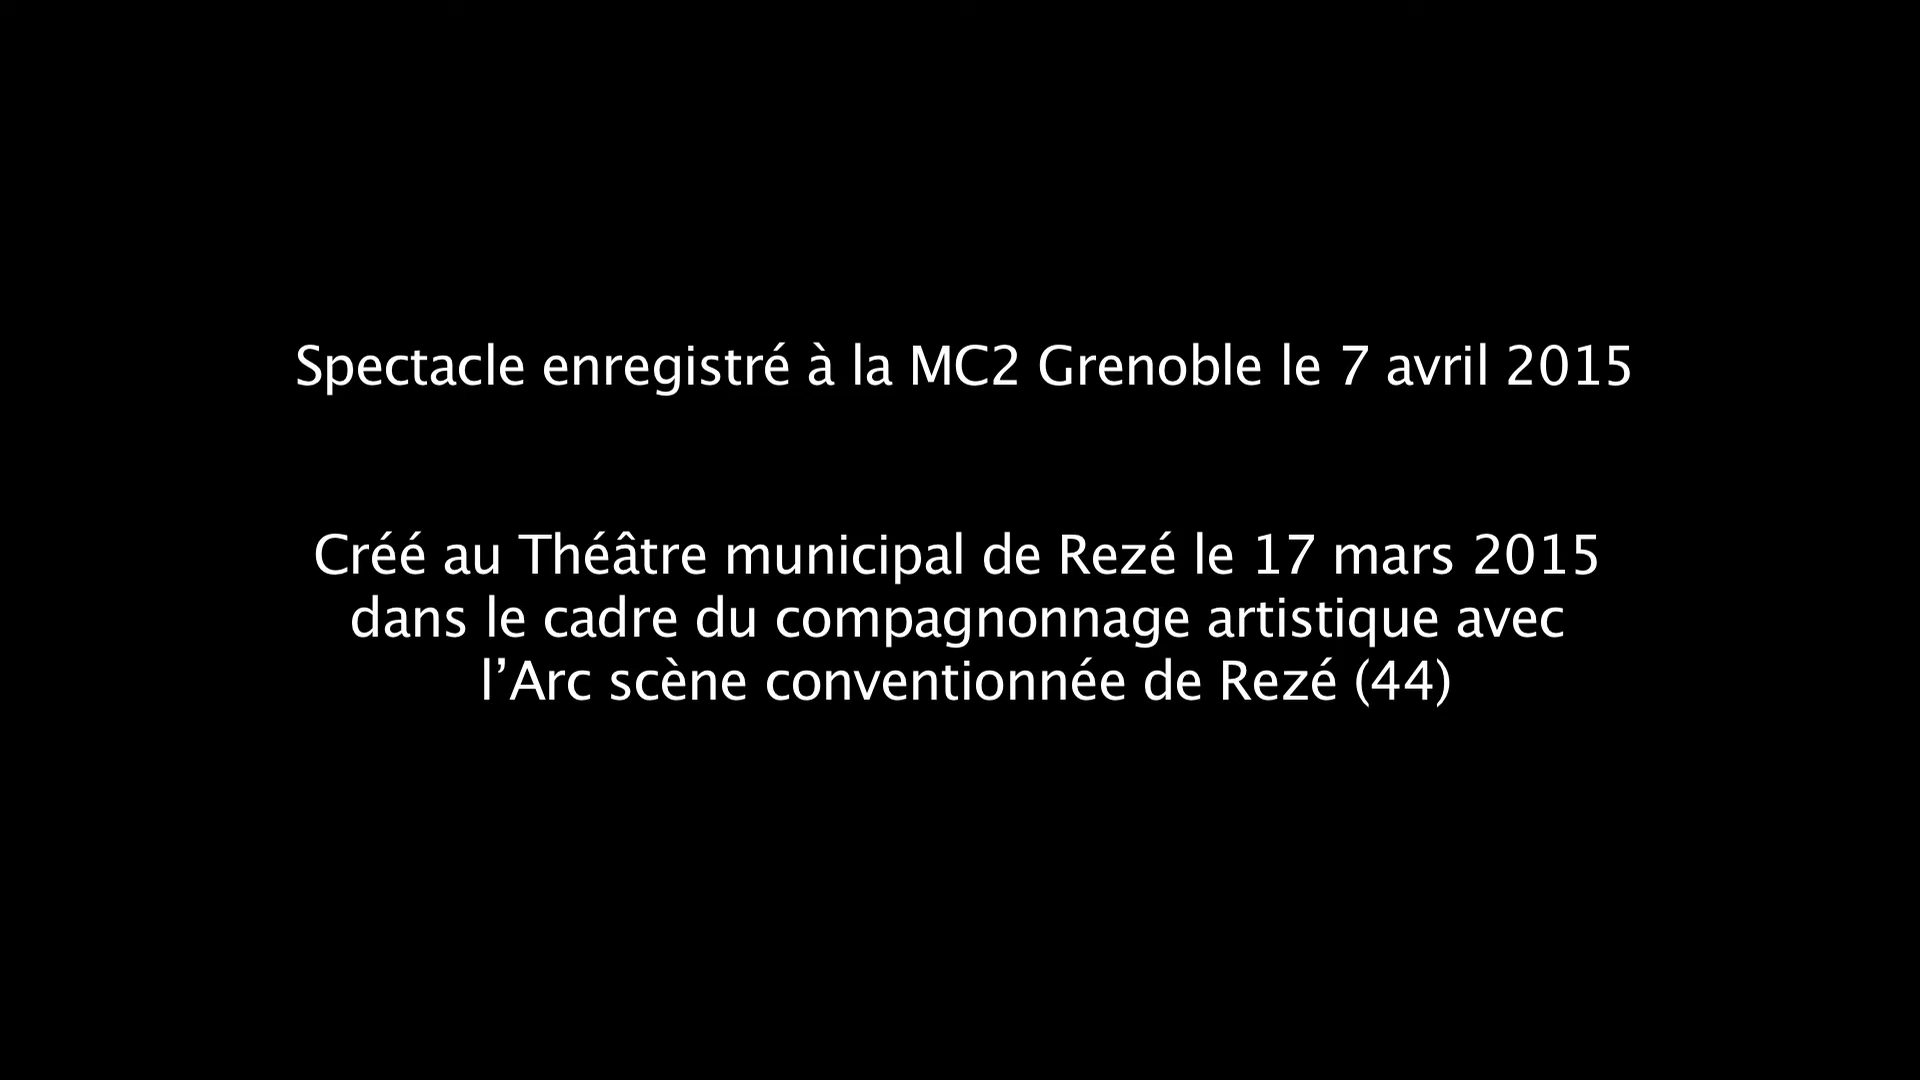 Spectacle enregistré à la MC2 Grenoble le 7 avril 2015
Créé au Théâtre municipal de Rezé le 17 mars 2015
dans le cadre du compagnonnage artistique avec
l’Arc scène conventionnée de Rezé (44)